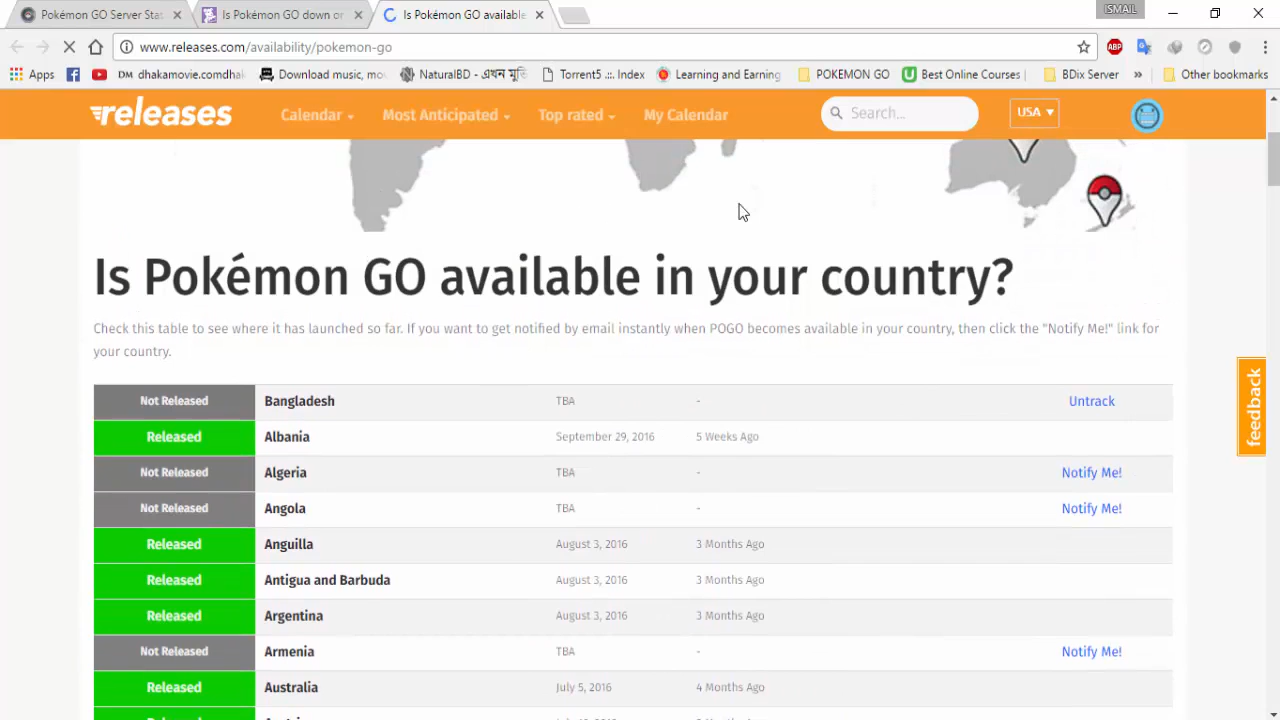 Pokémon GO Server Stat
Is Pokémon GO down or
Is Pokémon GO available
ISMAIL
www.releases.com/availability/pokemon-go
ABP
Apps
DM dhakamovie.comdhak
Download music, mo
NaturalBD - এখন মুক্তি
Torrent5 .::. Index
Learning and Earning
POKEMON GO
U Best Online Courses
BDix Server
»
Other bookmarks
releases
Calendar
Most Anticipated
Top rated
My Calendar
Search...
USA
Is Pokémon GO available in your country?
Check this table to see where it has launched so far. If you want to get notified by email instantly when POGO becomes available in your country, then click the "Notify Me!" link for
your country.
feedback
Not Released Bangladesh TBA - Untrack
Released Albania September 29, 2016 5 Weeks Ago
Not Released Algeria TBA - Notify Me!
Not Released Angola TBA - Notify Me!
Released Anguilla August 3, 2016 3 Months Ago
Released Antigua and Barbuda August 3, 2016 3 Months Ago
Released Argentina August 3, 2016 3 Months Ago
Not Released Armenia TBA - Notify Me!
Released Australia July 5, 2016 4 Months Ago